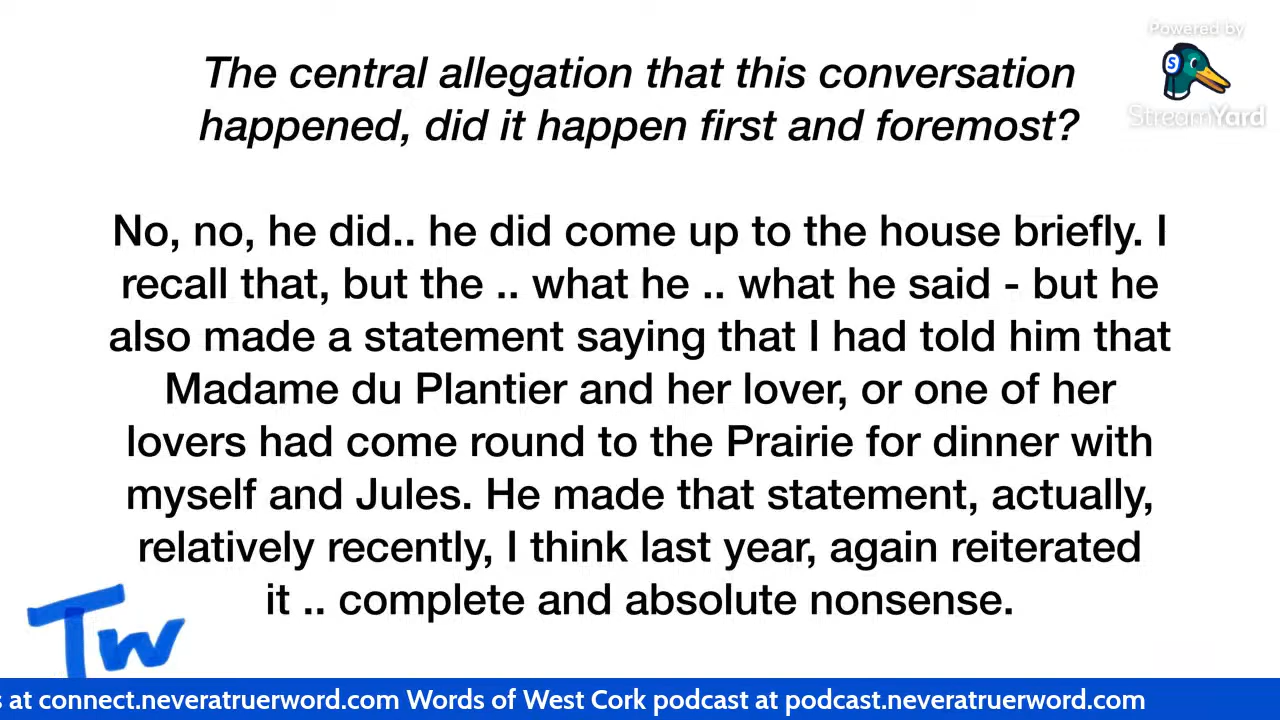 Powered by
S
StreamYard
The central allegation that this conversation
happened, did it happen first and foremost?
No, no, he did.. he did come up to the house briefly. I
recall that, but the .. what he .. what he said - but he
also made a statement saying that I had told him that
Madame du Plantier and her lover, or one of her
lovers had come round to the Prairie for dinner with
myself and Jules. He made that statement, actually,
relatively recently, I think last year, again reiterated
it .. complete and absolute nonsense.
Tw
s at connect.neveratruerword.com Words of West Cork podcast at podcast.neveratruerword.com